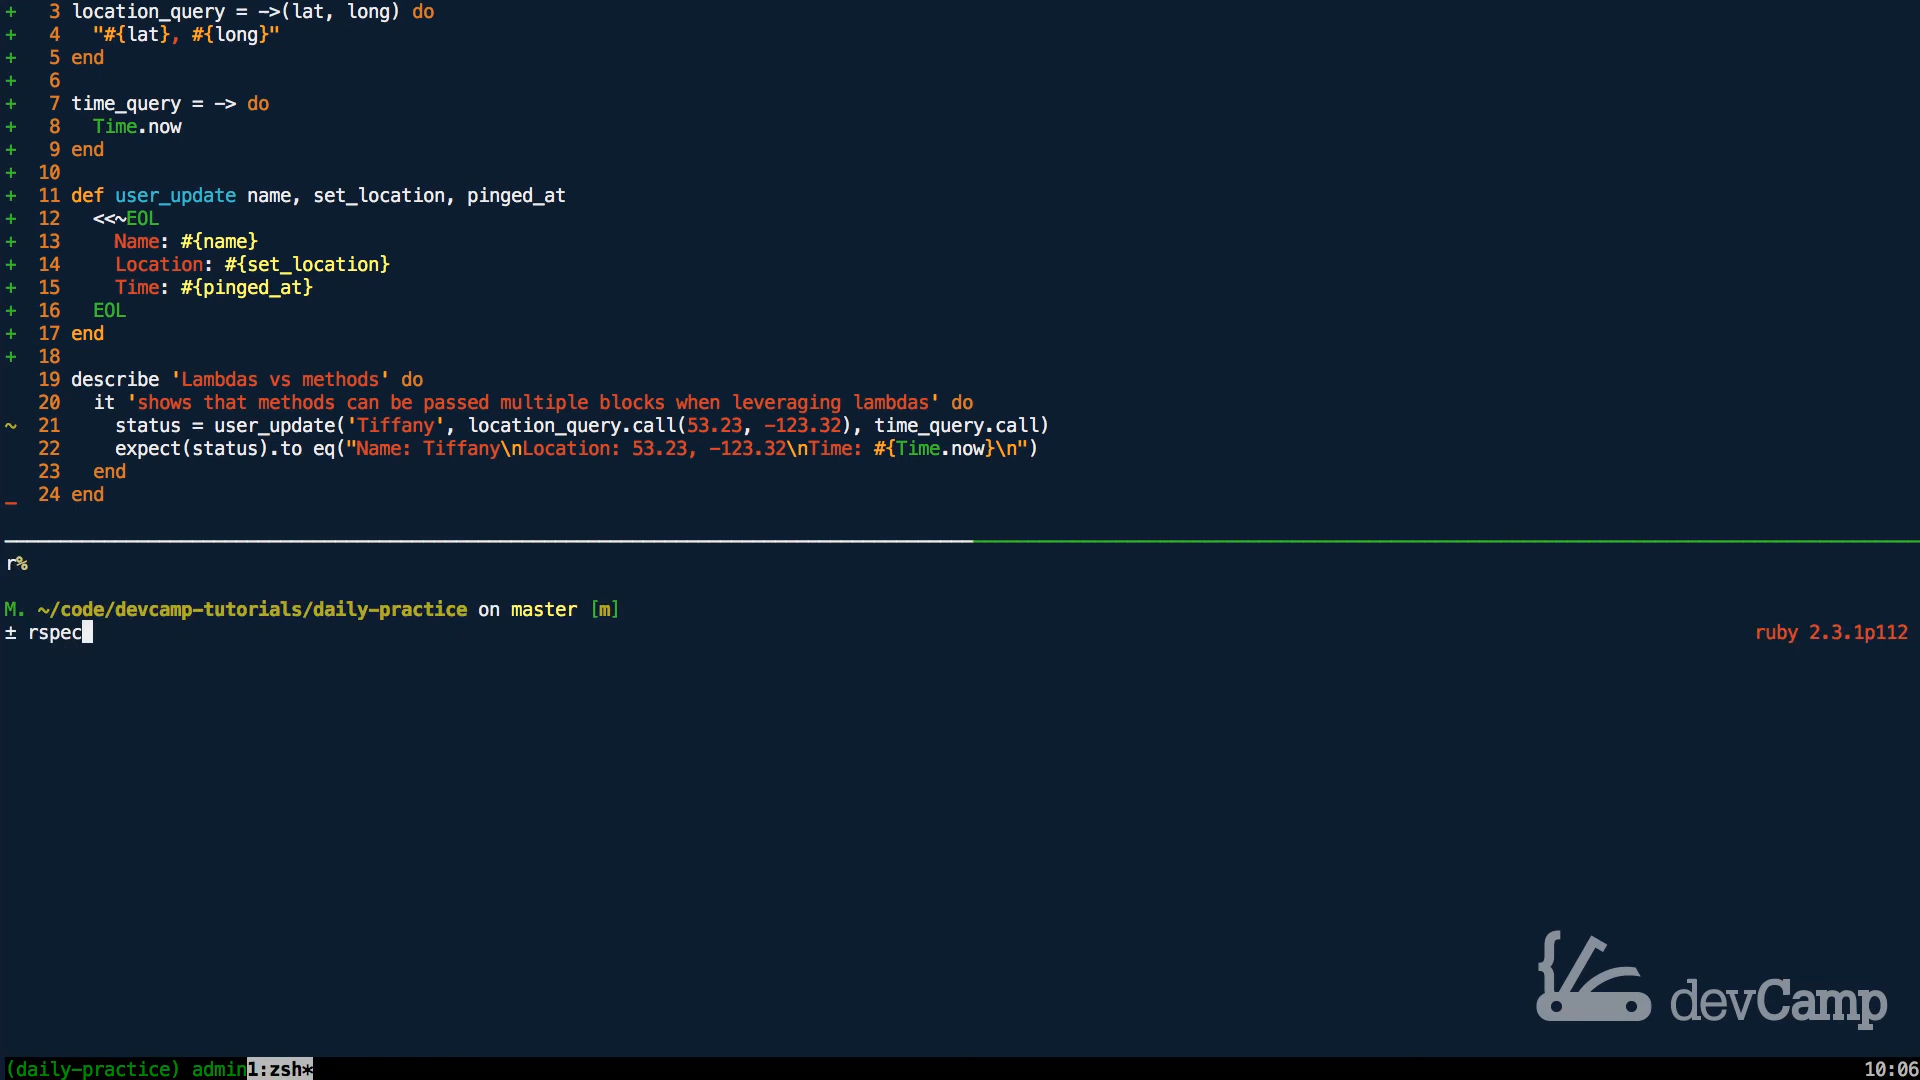 +   3 location_query = ->(lat, long) do
+   4   "#{lat}, #{long}"
+   5 end
+   6
+   7 time_query = -> do
+   8   Time.now
+   9 end
+  10
+  11 def user_update name, set_location, pinged_at
+  12   <<~EOL
+  13     Name: #{name}
+  14     Location: #{set_location}
+  15     Time: #{pinged_at}
+  16   EOL
+  17 end
+  18
   19 describe 'Lambdas vs methods' do
   20   it 'shows that methods can be passed multiple blocks when leveraging lambdas' do
~  21     status = user_update('Tiffany', location_query.call(53.23, -123.32), time_query.call)
   22     expect(status).to eq("Name: Tiffany\nLocation: 53.23, -123.32\nTime: #{Time.now}\n")
   23   end
_  24 end
r%
M. ~/code/devcamp-tutorials/daily-practice on master [m]
± rspec ruby 2.3.1p112
devCamp
(daily-practice) admin1:zsh* 10:06